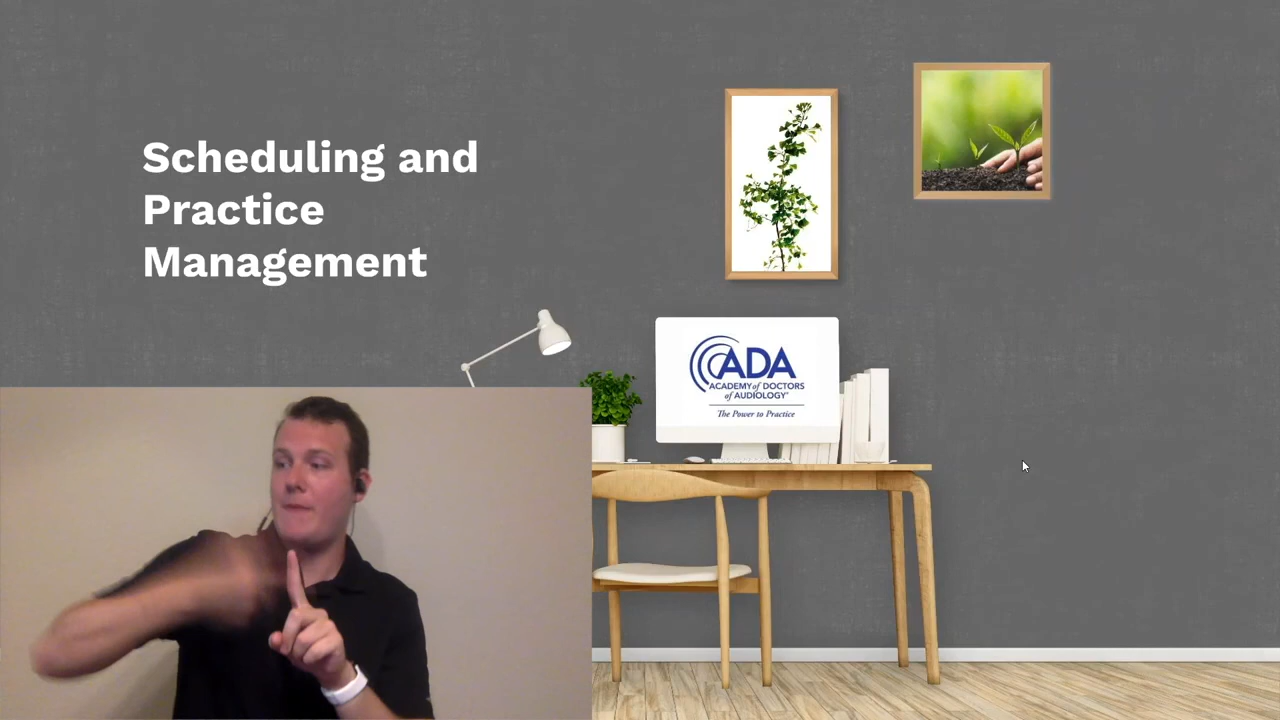 Scheduling and
Practice
Management
ADA
ACADEMY of DOCTORS
of AUDIOLOGY®
The Power to Practice